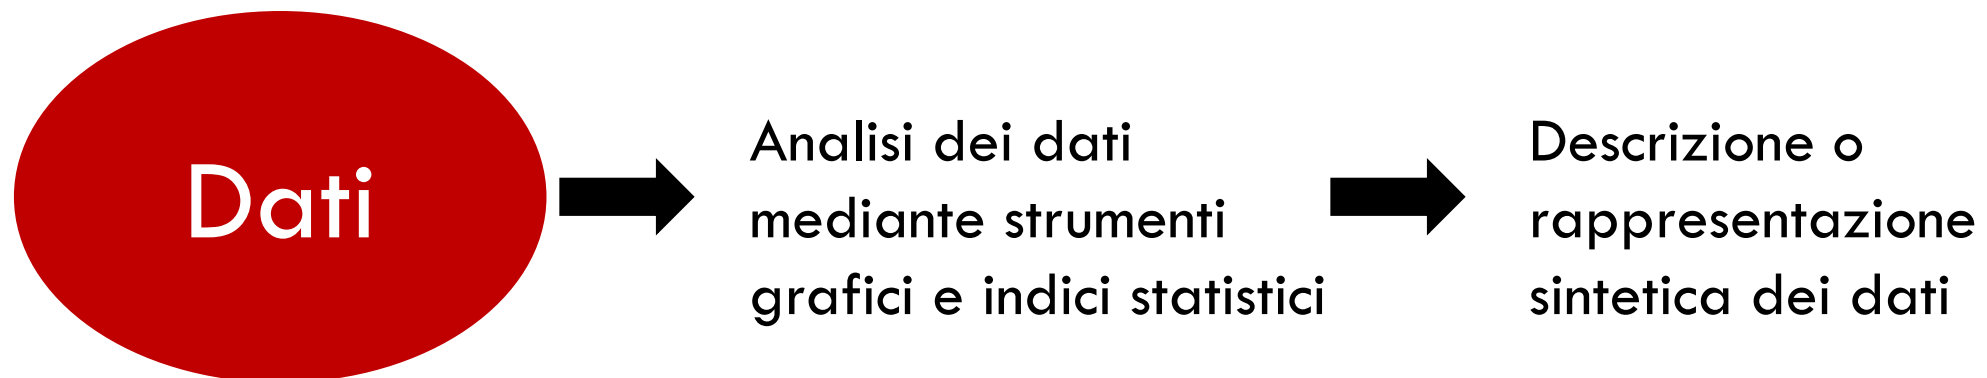 Dati
Analisi dei dati
mediante strumenti
grafici e indici statistici
Descrizione o
rappresentazione
sintetica dei dati